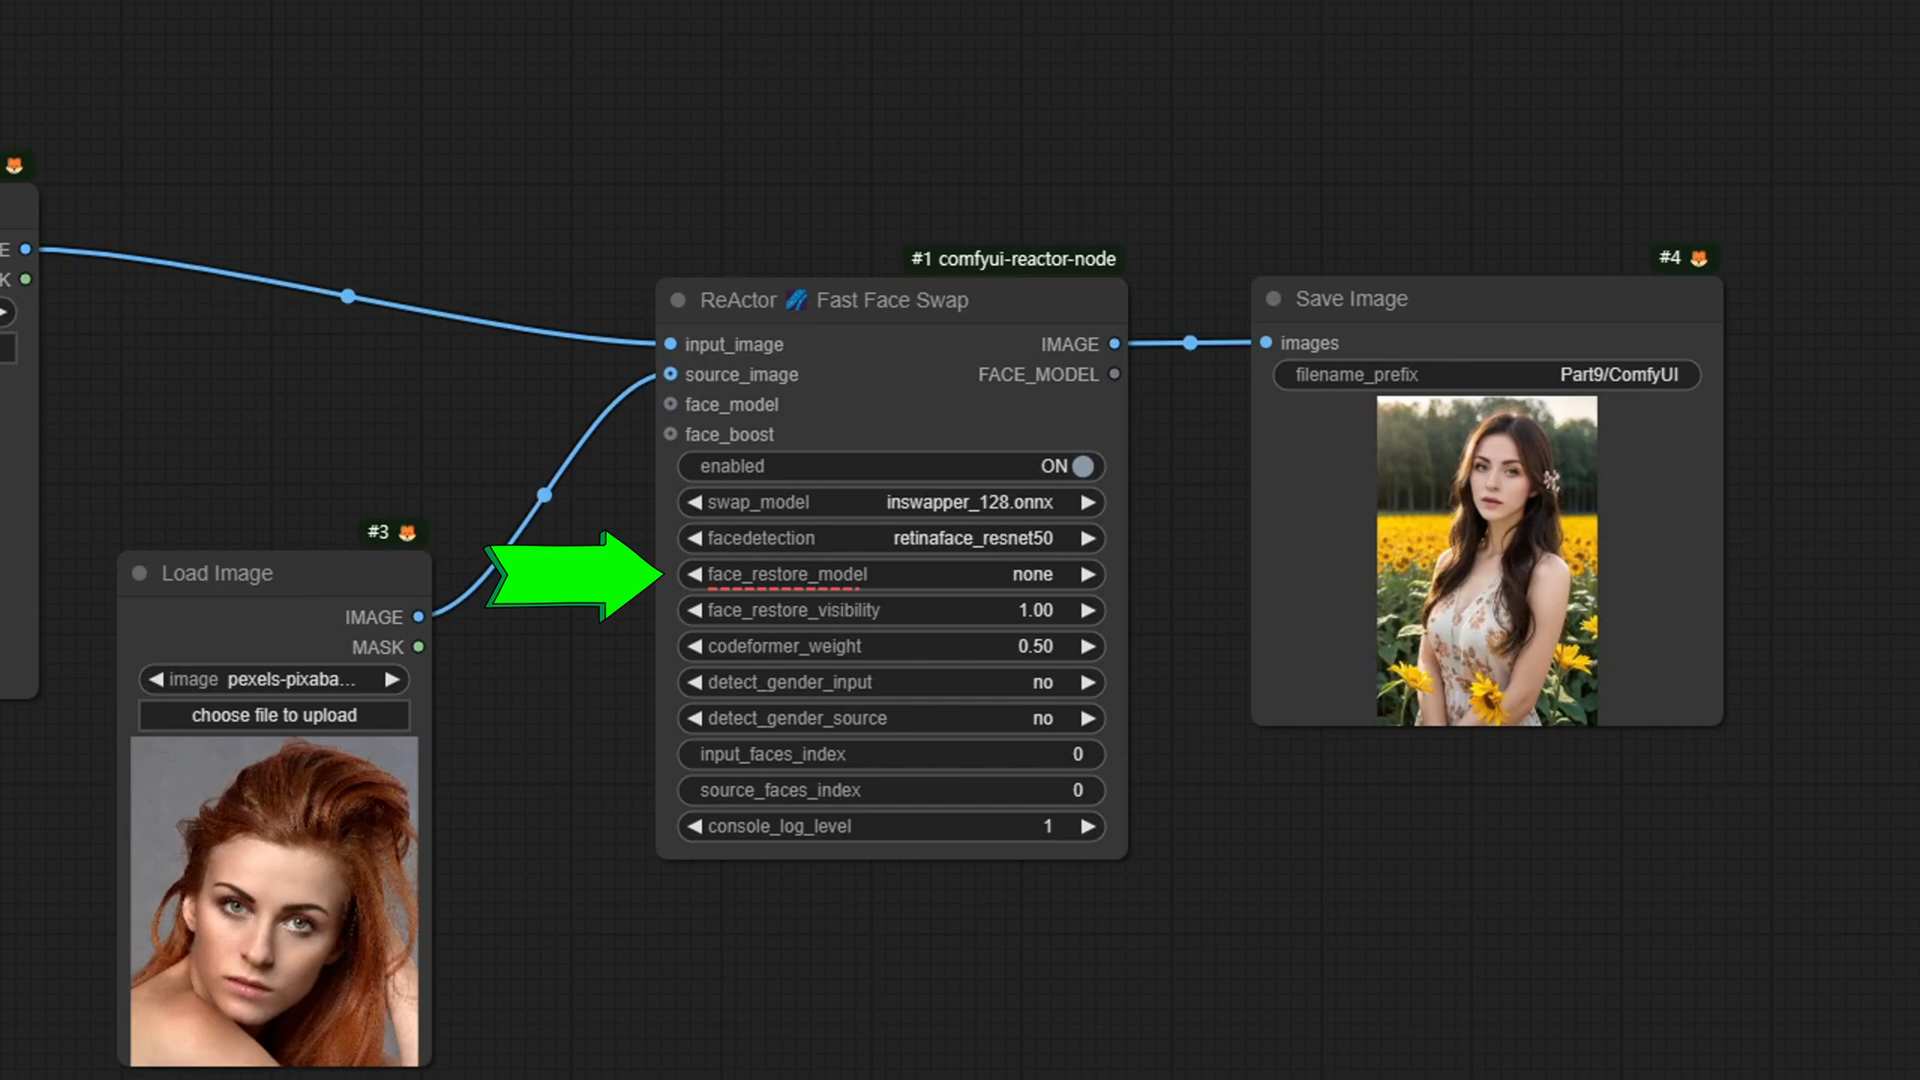 E
K
#3
Load Image
IMAGE
MASK
image pexels-pixaba...
choose file to upload
#1 comfyui-reactor-node
ReActor Fast Face Swap
input_image IMAGE
source_image FACE_MODEL
face_model
face_boost
enabled ON
swap_model inswapper_128.onnx
facedetection retinaface_resnet50
face_restore_model none
face_restore_visibility 1.00
codeformer_weight 0.50
detect_gender_input no
detect_gender_source no
input_faces_index 0
source_faces_index 0
console_log_level 1
#4
Save Image
images
filename_prefix Part9/ComfyUI